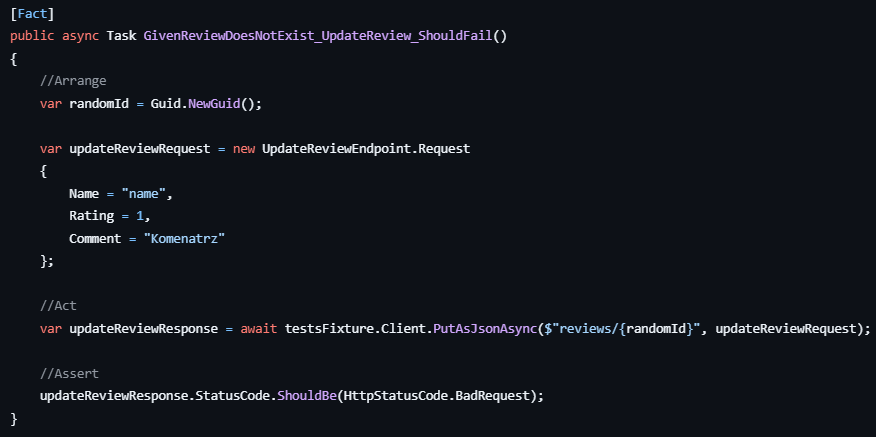 [Fact]
public async Task GivenReviewDoesNotExist_UpdateReview_ShouldFail()
{
    //Arrange
    var randomId = Guid.NewGuid();

    var updateReviewRequest = new UpdateReviewEndpoint.Request
    {
        Name = "name",
        Rating = 1,
        Comment = "Komenatrz"
    };

    //Act
    var updateReviewResponse = await testsFixture.Client.PutAsJsonAsync($"reviews/{randomId}", updateReviewRequest);

    //Assert
    updateReviewResponse.StatusCode.ShouldBe(HttpStatusCode.BadRequest);
}